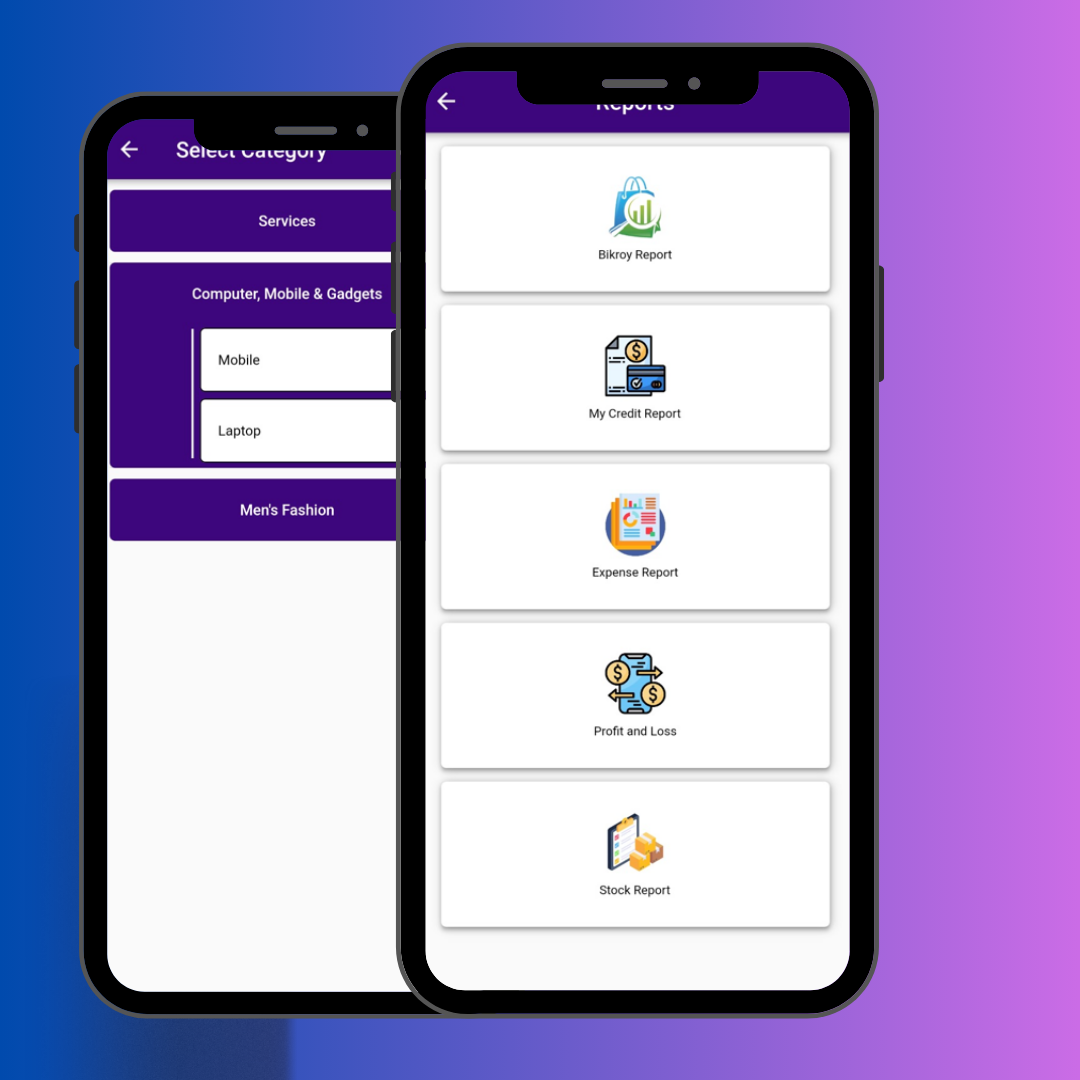 Select Category
Services
Computer, Mobile & Gadgets
Mobile
Laptop
Men's Fashion
Reports
Bikroy Report
My Credit Report
Expense Report
Profit and Loss
Stock Report